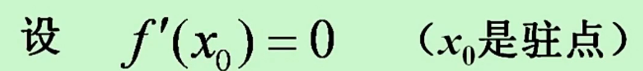 设 f′(x₀) = 0 （x₀是驻点）